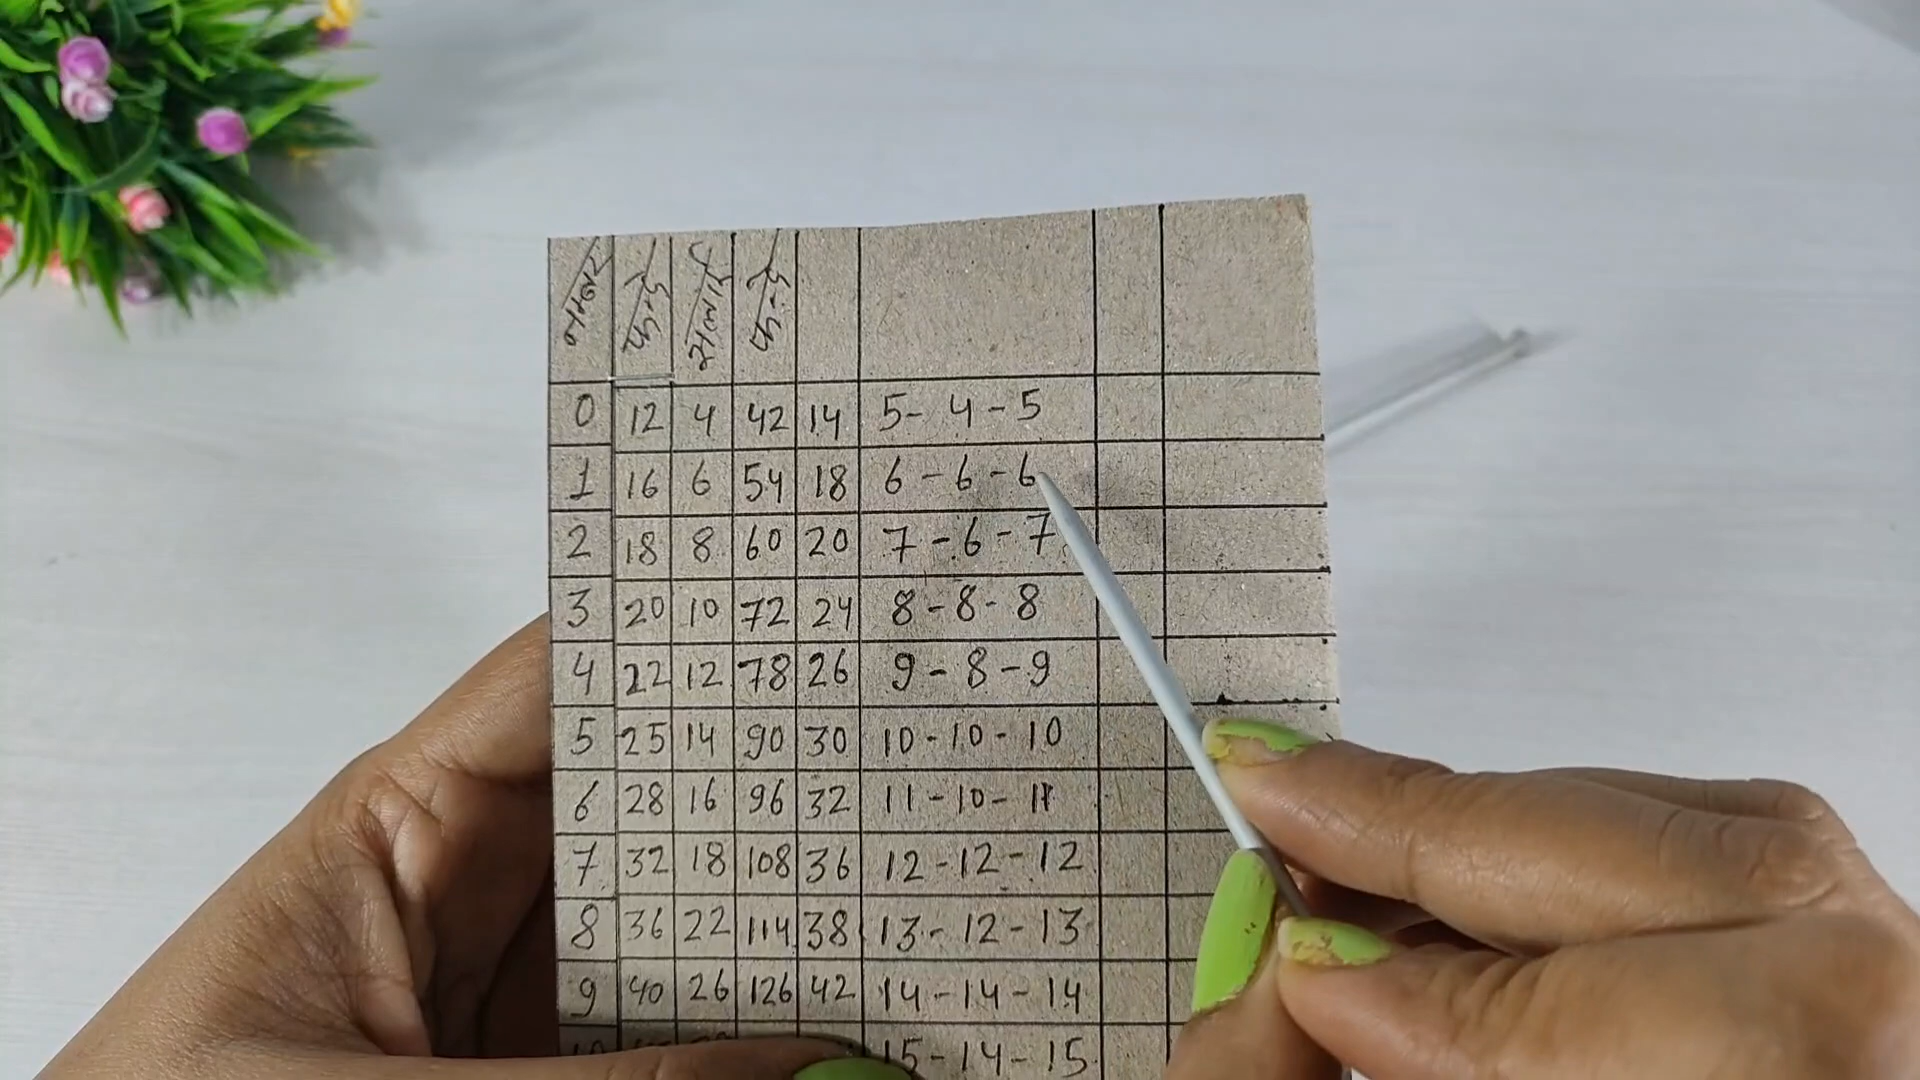 0 12 4 42 14 5- 4 - 5
1 16 6 54 18 6 - 6 - 6
2 18 8 60 20 7 - 6 - 7
3 20 10 72 24 8 - 8 - 8
4 22 12 78 26 9 - 8 - 9
5 25 14 90 30 10 - 10 - 10
6 28 16 96 32 11 - 10 - 11
7 32 18 108 36 12 - 12 - 12
8 36 22 114 38 13 - 12 - 13
9 40 26 126 42 14 - 14 - 14
15 - 14 - 15